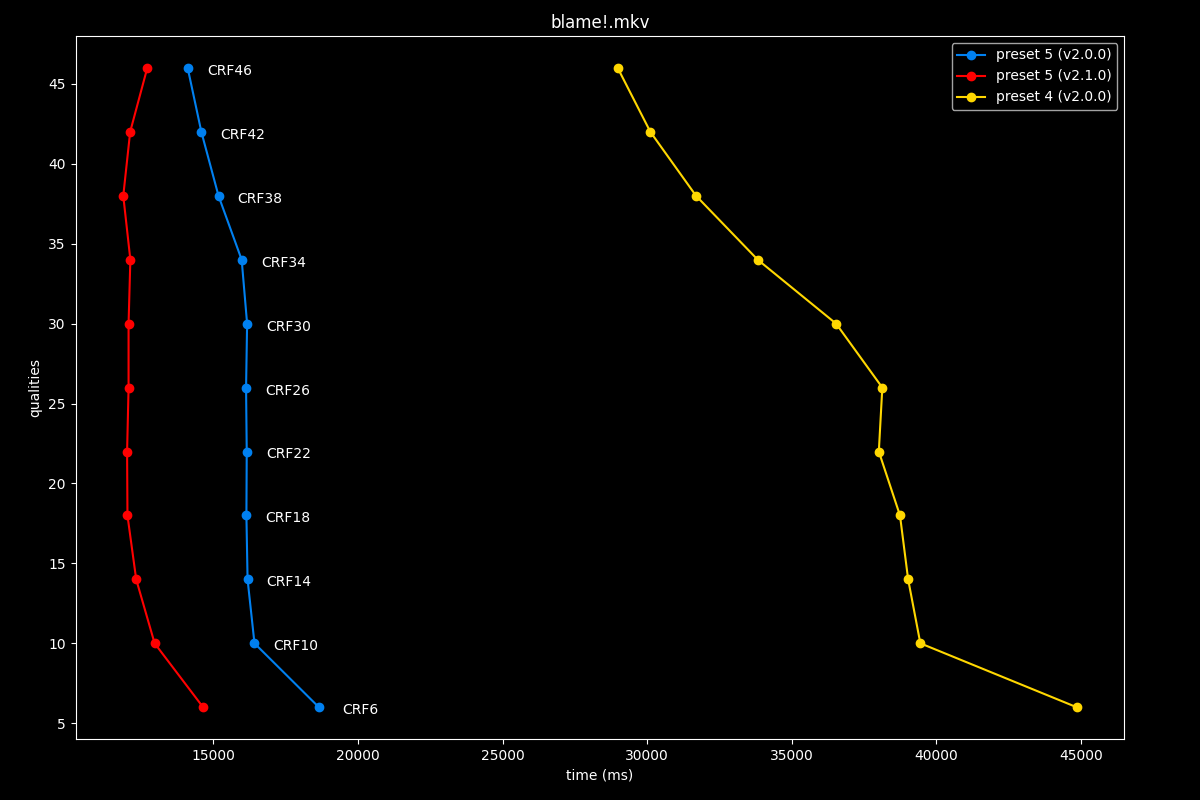 blame!.mkv
preset 5 (v2.0.0)
preset 5 (v2.1.0)
preset 4 (v2.0.0)
qualities
45
40
35
30
25
20
15
10
5
CRF46
CRF42
CRF38
CRF34
CRF30
CRF26
CRF22
CRF18
CRF14
CRF10
CRF6
15000 20000 25000 30000 35000 40000 45000
time (ms)